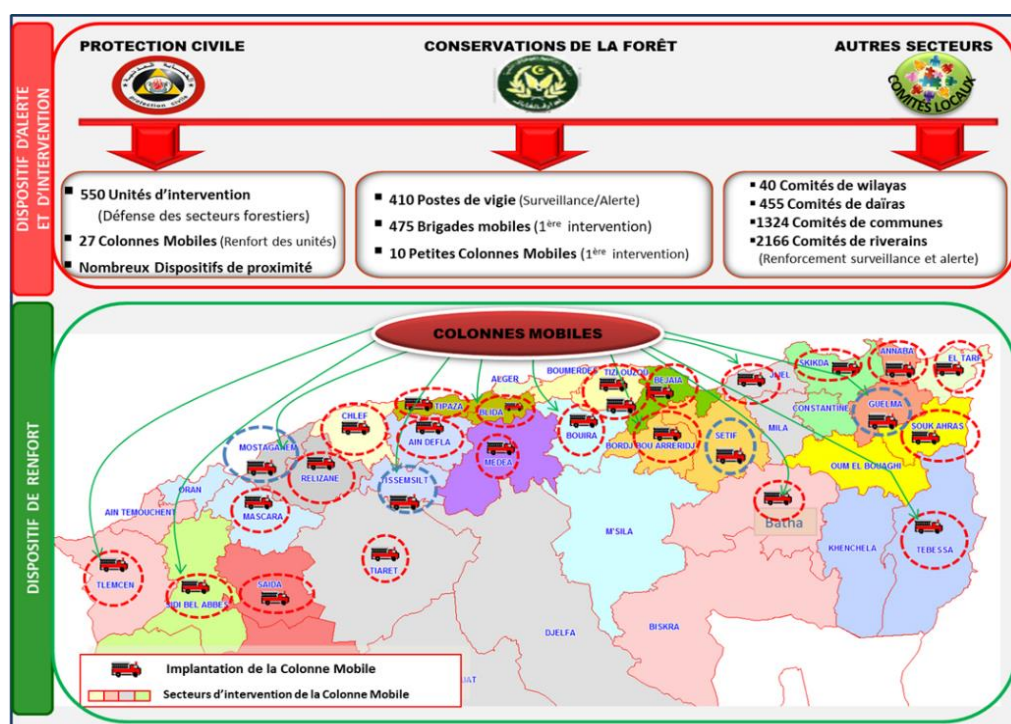 PROTECTION CIVILE
CONSERVATIONS DE LA FORÊT
AUTRES SECTEURS
protection civile
COMITÉS LOCAUX
DISPOSITIF D'ALERTE
ET D'INTERVENTION
▪ 550 Unités d'intervention
(Défense des secteurs forestiers)
▪ 27 Colonnes Mobiles (Renfort des unités)
▪ Nombreux Dispositifs de proximité
▪ 410 Postes de vigie (Surveillance/Alerte)
▪ 475 Brigades mobiles (1ère intervention)
▪ 10 Petites Colonnes Mobiles (1ère intervention)
▪ 40 Comités de wilayas
▪ 455 Comités de daïras
▪ 1324 Comités de communes
▪ 2166 Comités de riverains
(Renforcement surveillance et alerte)
DISPOSITIF DE RENFORT
COLONNES MOBILES
SKIKDA
ANNABA
EL TARF
BOUMERDES
TIZI OUZOU
BEJAIA
JIJEL
ALGER
TIPAZA
BLIDA
CHLEF
AIN DEFLA
BOUIRA
BORDJ BOU ARRERIDJ
SETIF
MILA
CONSTANTINE
GUELMA
SOUK AHRAS
MOSTAGANEM
RELIZANE
TISSEMSILT
MEDEA
OUM EL BOUAGHI
ORAN
MASCARA
AIN TEMOUCHENT
M'SILA
Batna
KHENCHELA
TEBESSA
TLEMCEN
SIDI BEL ABBES
SAIDA
TIARET
DJELFA
BISKRA
Implantation de la Colonne Mobile
Secteurs d'intervention de la Colonne Mobile